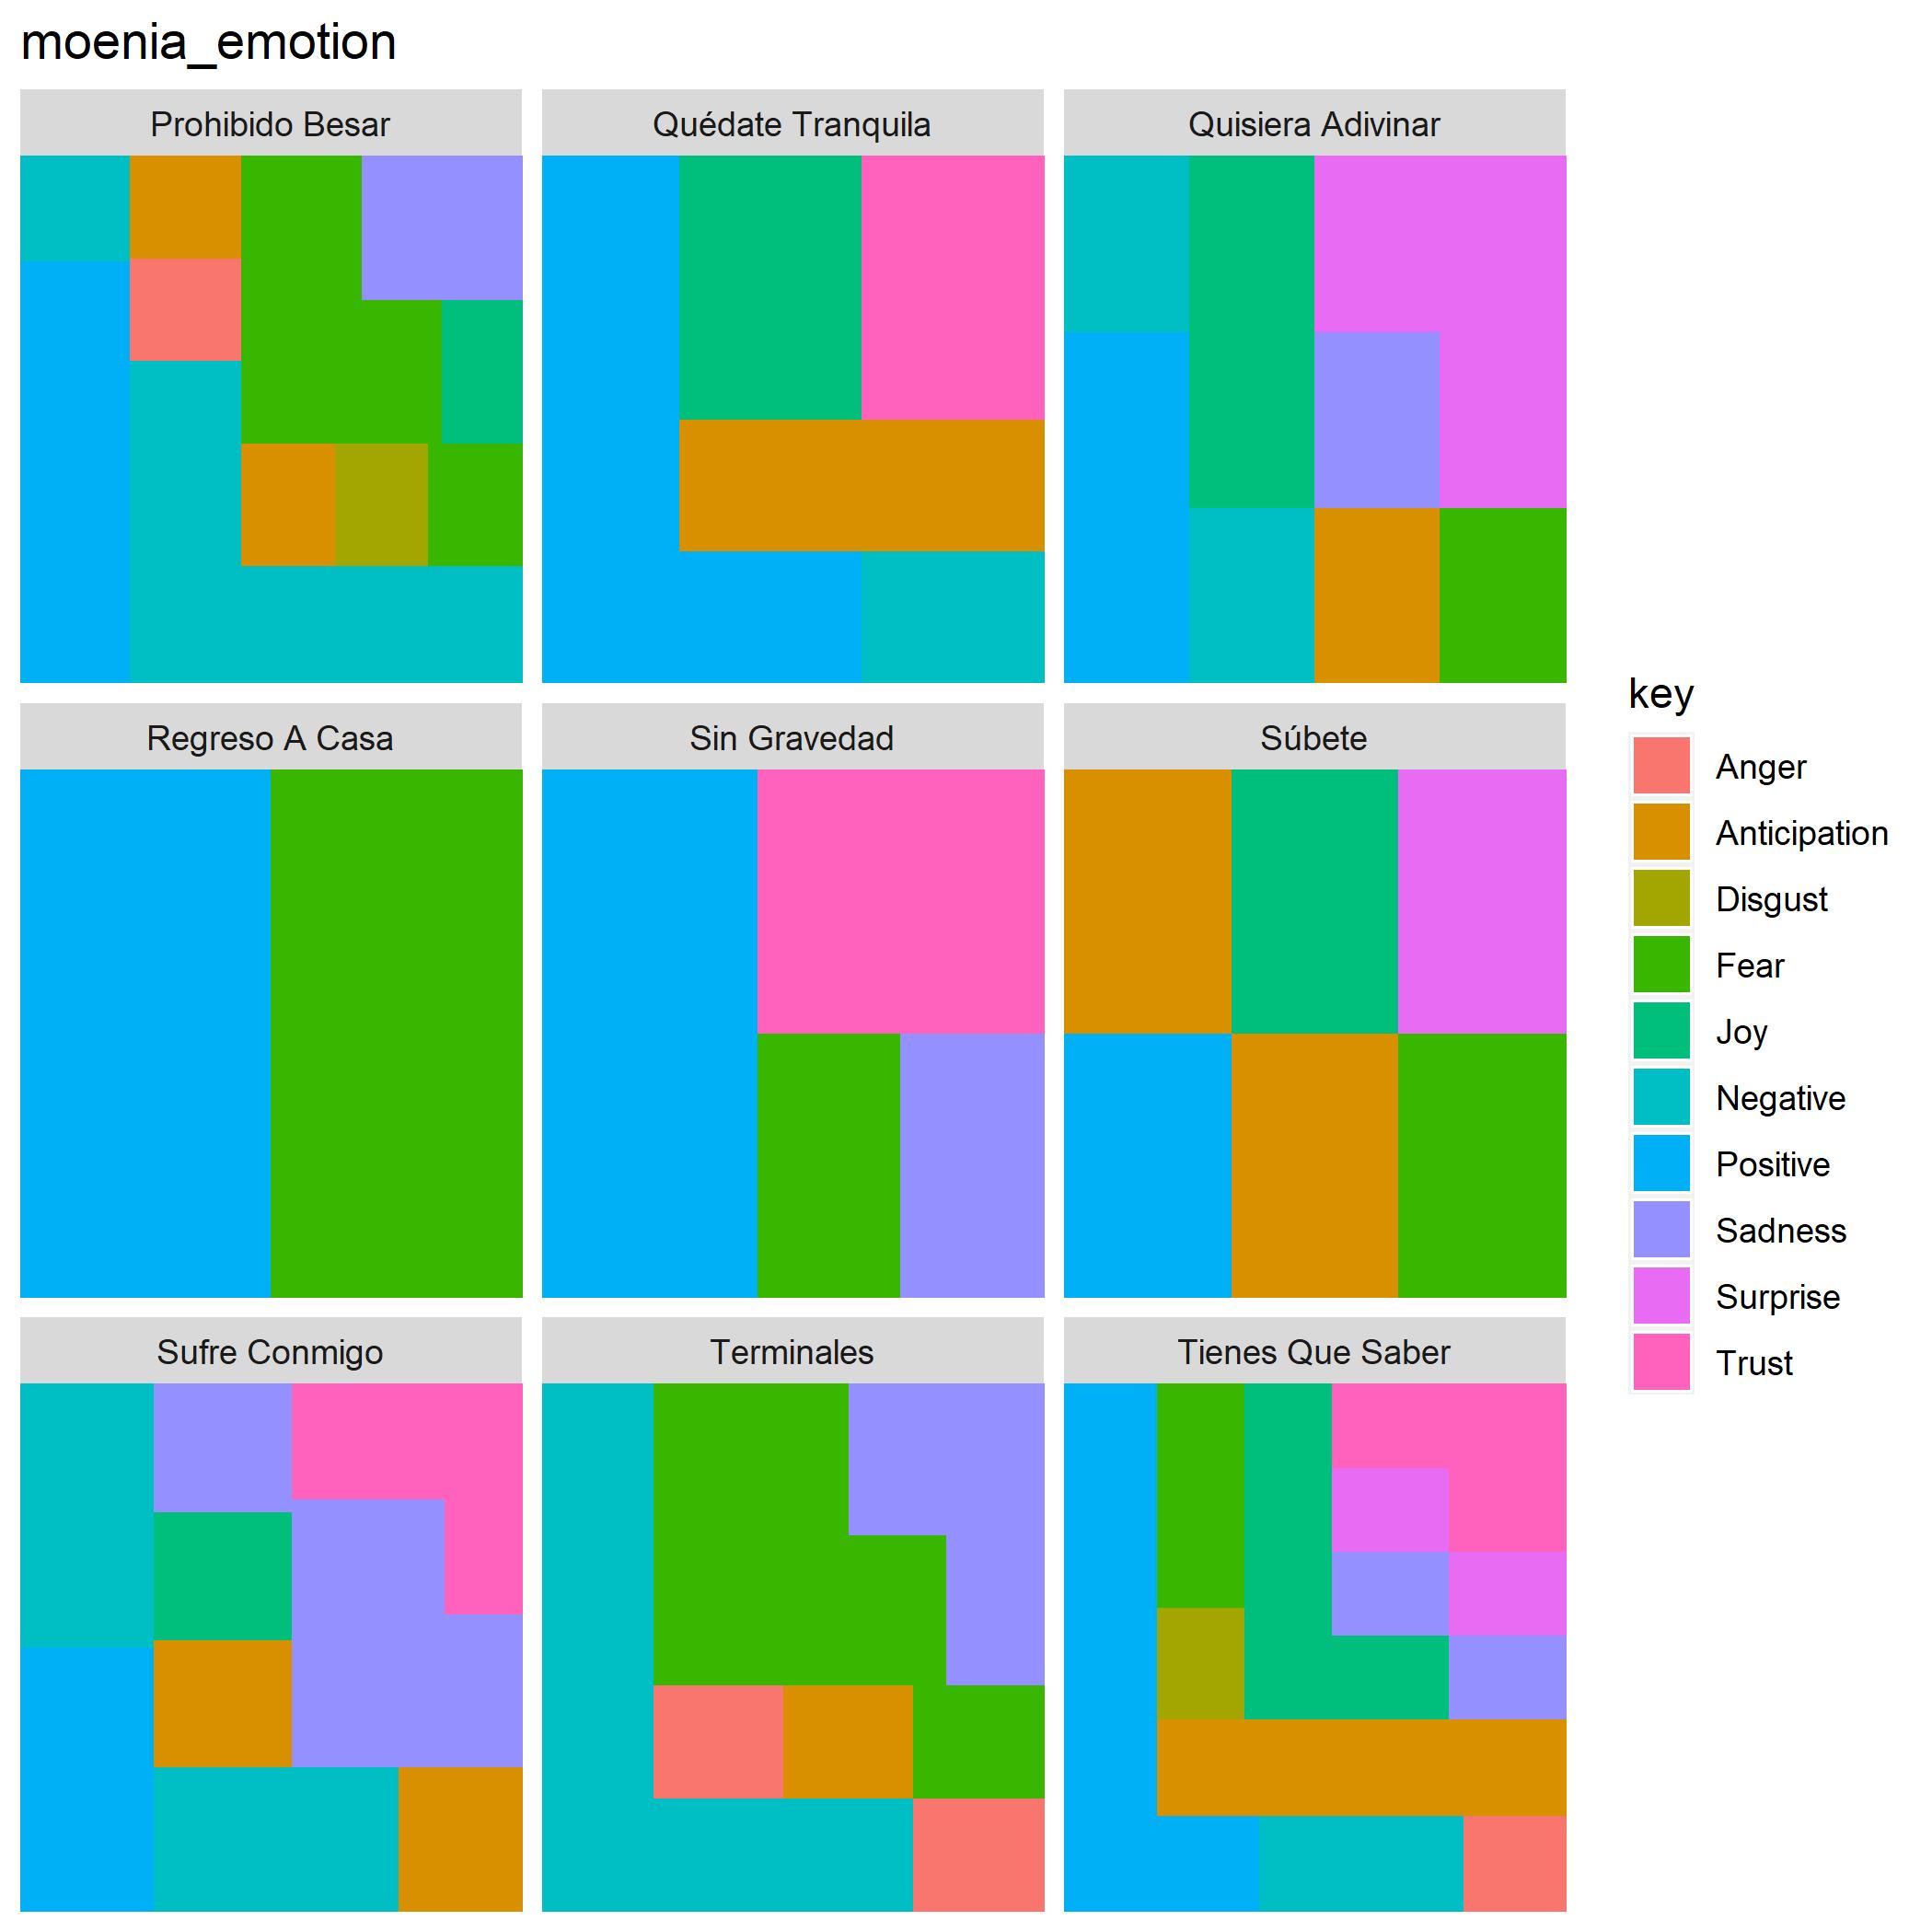 moenia_emotion
Prohibido Besar
Quédate Tranquila
Quisiera Adivinar
Regreso A Casa
Sin Gravedad
Súbete
Sufre Conmigo
Terminales
Tienes Que Saber
key
Anger
Anticipation
Disgust
Fear
Joy
Negative
Positive
Sadness
Surprise
Trust